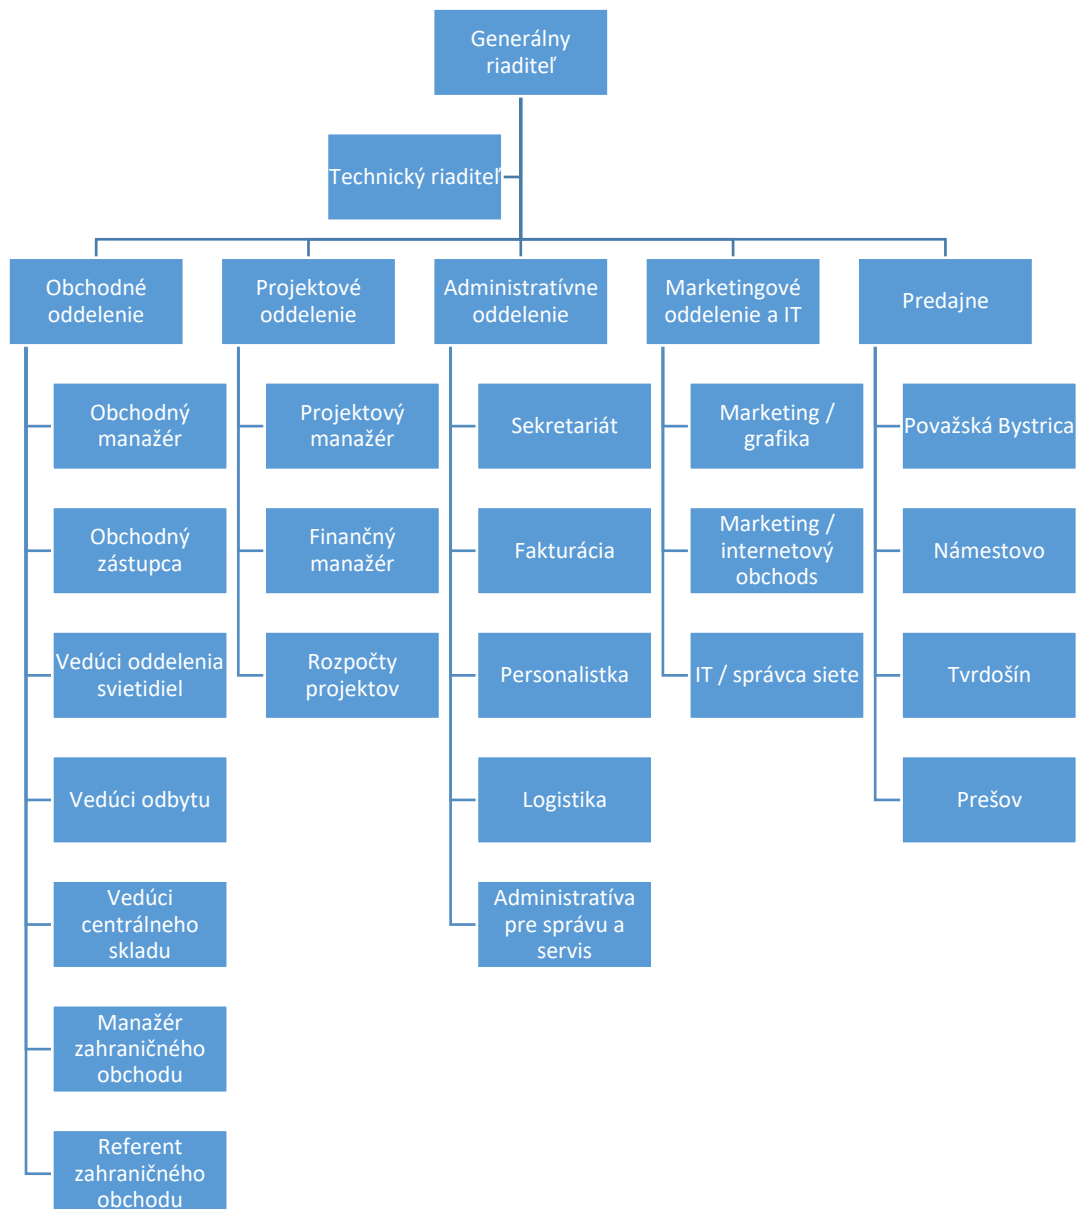 Generálny
riaditeľ
Technický riaditeľ
Obchodné
oddelenie
Projektové
oddelenie
Administratívne
oddelenie
Marketingové
oddelenie a IT
Predajne
Obchodný
manažér
Obchodný
zástupca
Vedúci oddelenia
svietidiel
Vedúci odbytu
Vedúci
centrálneho
skladu
Manažér
zahraničného
obchodu
Referent
zahraničného
obchodu
Projektový
manažér
Finančný
manažér
Rozpočty
projektov
Sekretariát
Fakturácia
Personalistka
Logistika
Administratíva
pre správu a
servis
Marketing /
grafika
Marketing /
internetový
obchods
IT / správca siete
Považská Bystrica
Námestovo
Tvrdošín
Prešov